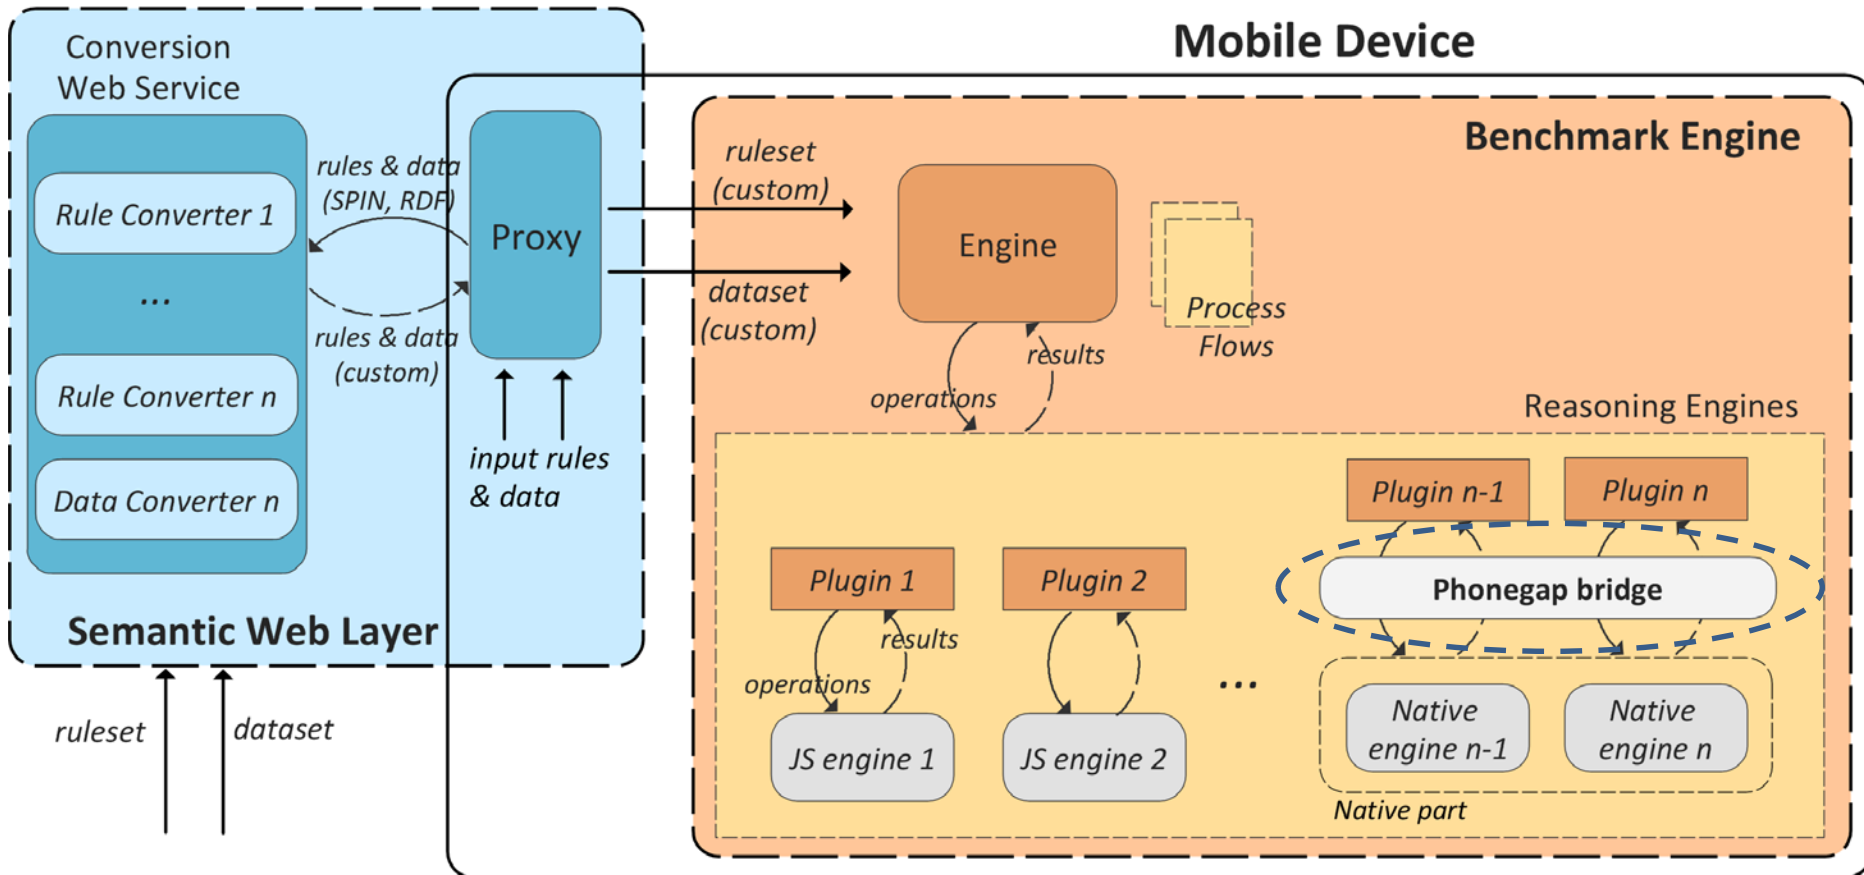 Mobile Device
Conversion
Web Service
Rule Converter 1
...
Rule Converter n
Data Converter n
rules & data
(SPIN, RDF)
rules & data
(custom)
Proxy
input rules
& data
Semantic Web Layer
ruleset
dataset
ruleset
(custom)
dataset
(custom)
Benchmark Engine
Engine
Process
Flows
operations
results
Reasoning Engines
Plugin 1
Plugin 2
Plugin n-1
Plugin n
Phonegap bridge
results
operations
...
JS engine 1
JS engine 2
Native
engine n-1
Native
engine n
Native part